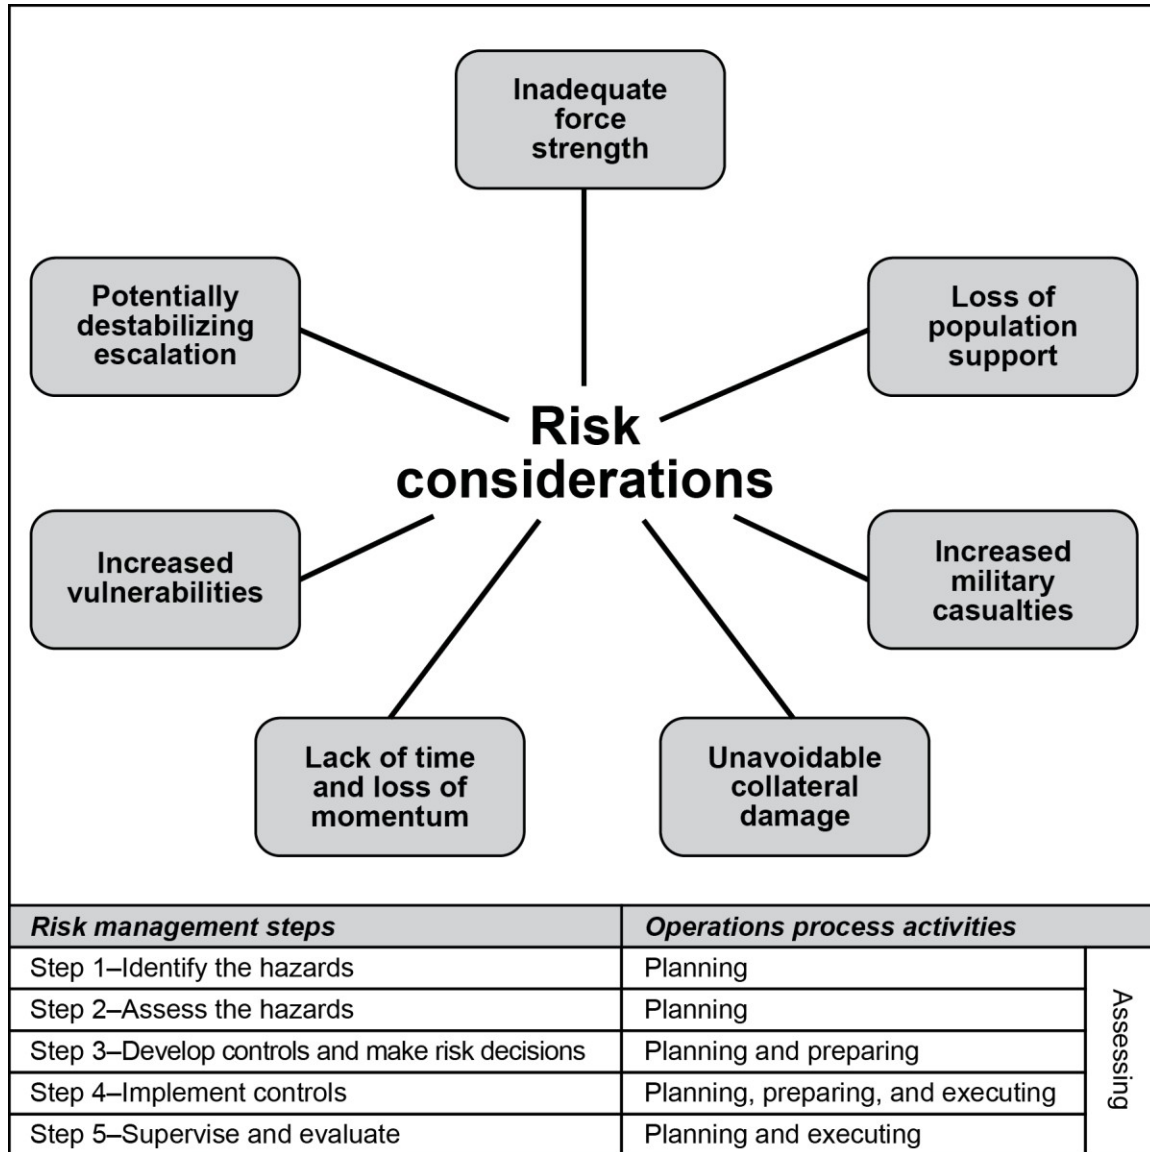 Inadequate
force
strength
Potentially
destabilizing
escalation
Loss of
population
support
Risk
considerations
Increased
vulnerabilities
Increased
military
casualties
Lack of time
and loss of
momentum
Unavoidable
collateral
damage
Risk management steps Operations process activities
Step 1–Identify the hazards Planning
Step 2–Assess the hazards Planning
Step 3–Develop controls and make risk decisions Planning and preparing
Step 4–Implement controls Planning, preparing, and executing
Step 5–Supervise and evaluate Planning and executing
Assessing